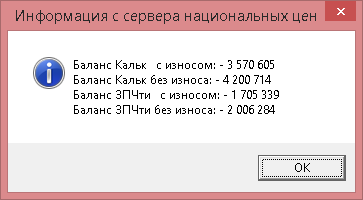 Информация с сервера национальных цен
Баланс Кальк с износом: - 3 570 605
Баланс Кальк без износа: - 4 200 714
Баланс ЗПЧти с износом: - 1 705 339
Баланс ЗПЧти без износа: - 2 006 284
OK